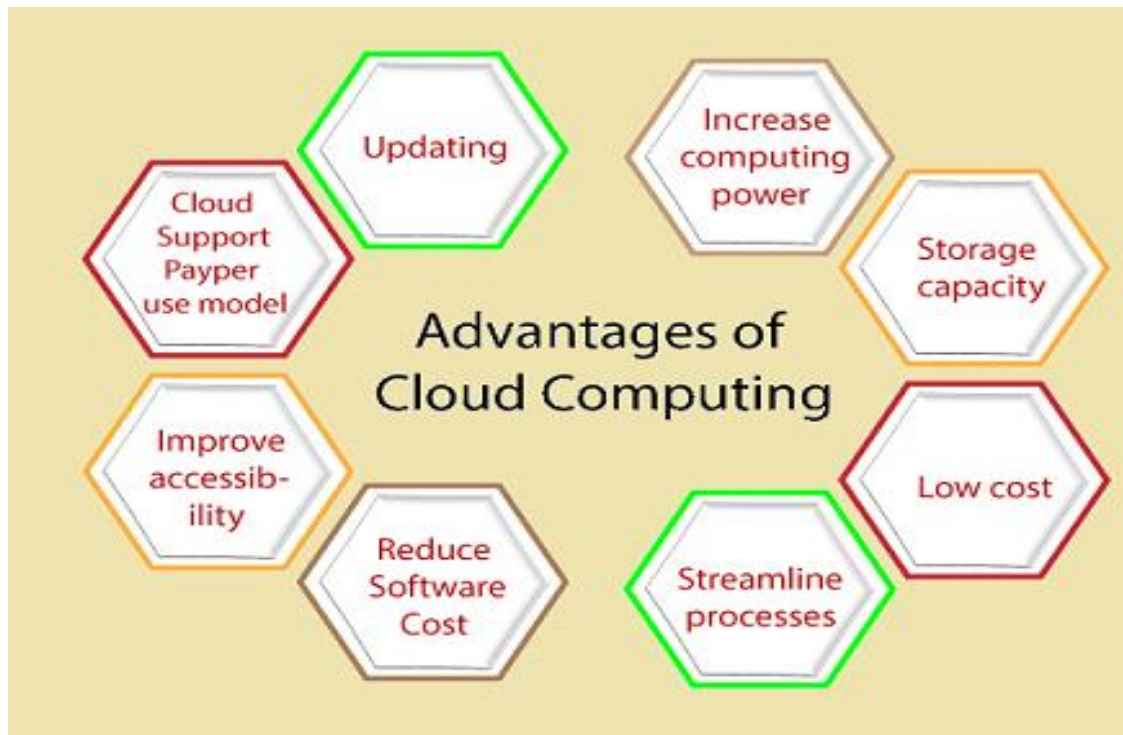 Updating
Increase
computing
power
Cloud
Support
Payper
use model
Storage
capacity
Advantages of
Cloud Computing
Improve
accessib-
ility
Low cost
Reduce
Software
Cost
Streamline
processes